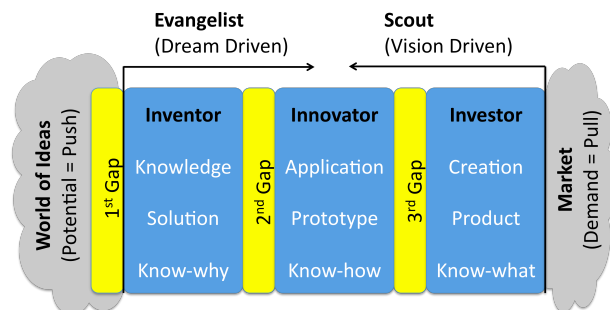 Evangelist
(Dream Driven)
Scout
(Vision Driven)
World of Ideas
(Potential = Push)
1st Gap
Inventor
Knowledge
Solution
Know-why
2nd Gap
Innovator
Application
Prototype
Know-how
3rd Gap
Investor
Creation
Product
Know-what
Market
(Demand = Pull)